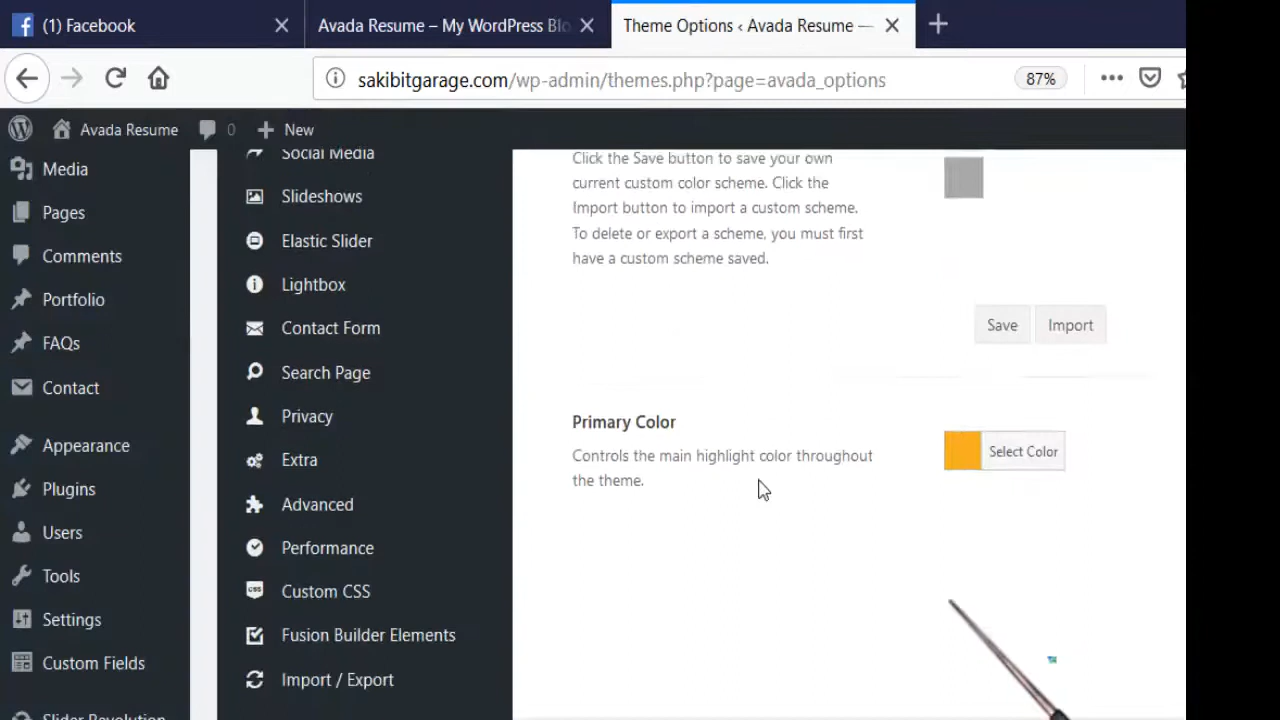 (1) Facebook
Avada Resume – My WordPress Blo
Theme Options ‹ Avada Resume —
sakibitgarage.com/wp-admin/themes.php?page=avada_options
87%
Avada Resume
0
New
Media
Pages
Comments
Portfolio
FAQs
Contact
Appearance
Plugins
Users
Tools
Settings
Custom Fields
Slider Revolution
Social Media
Slideshows
Elastic Slider
Lightbox
Contact Form
Search Page
Privacy
Extra
Advanced
Performance
CSS
Custom CSS
Fusion Builder Elements
Import / Export
Click the Save button to save your own
current custom color scheme. Click the
Import button to import a custom scheme.
To delete or export a scheme, you must first
have a custom scheme saved.
Save
Import
Primary Color
Controls the main highlight color throughout
the theme.
Select Color